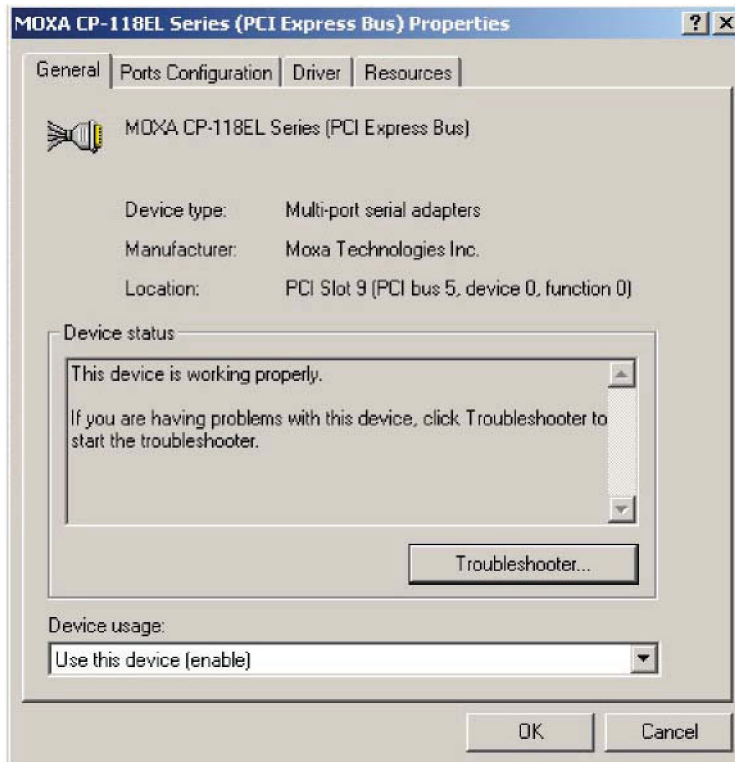 MOXA CP-118EL Series (PCI Express Bus) Properties
General Ports Configuration Driver Resources
MOXA CP-118EL Series (PCI Express Bus)
Device type: Multi-port serial adapters
Manufacturer: Moxa Technologies Inc.
Location: PCI Slot 9 (PCI bus 5, device 0, function 0)
Device status
This device is working properly.
If you are having problems with this device, click Troubleshooter to
start the troubleshooter.
Troubleshooter...
Device usage:
Use this device (enable)
OK Cancel